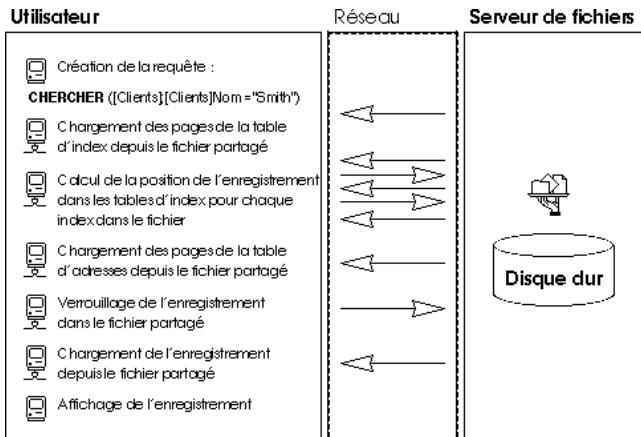 Utilisateur
Réseau
Serveur de fichiers
Création de la requête :
CHERCHER ([Clients];[Clients]Nom ="Smith")
Chargement des pages de la table
d'index depuis le fichier partagé
Calcul de la position de l'enregistrement
dans les tables d'index pour chaque
index dans le fichier
Chargement des pages de la table
d'adresses depuis le fichier partagé
Verrouillage de l'enregistrement
dans le fichier partagé
Chargement de l'enregistrement
depuis le fichier partagé
Affichage de l'enregistrement
Disque dur